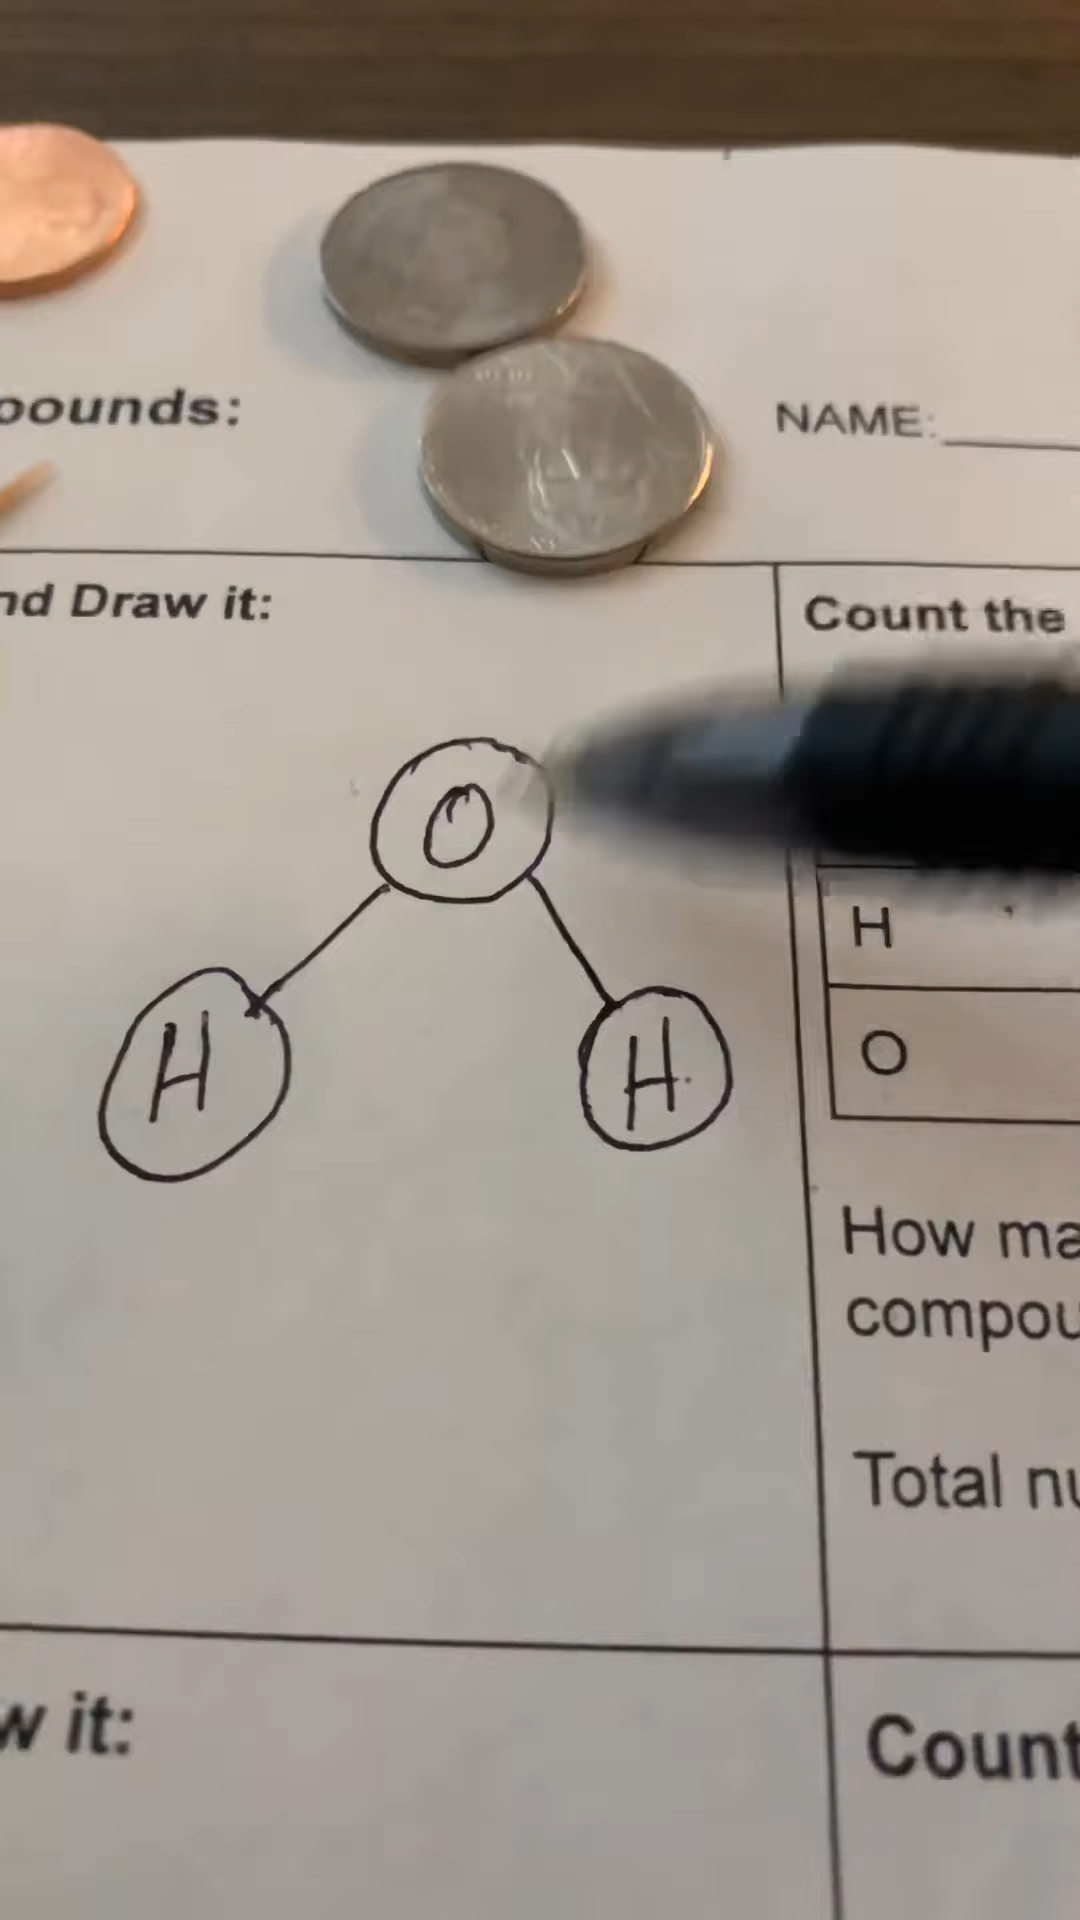 pounds:
NAME:
nd Draw it:
Count the
O
H H
H
O
How ma
compou
Total nu
w it:
Count